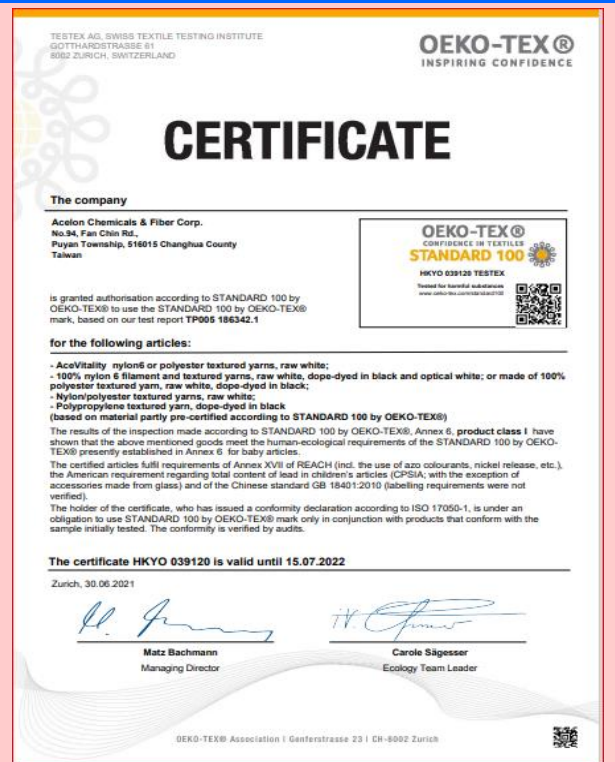 TESTEX AG, SWISS TEXTILE TESTING INSTITUTE
GOTTHARDSTRASSE 61
8002 ZURICH, SWITZERLAND
OEKO-TEX®
INSPIRING CONFIDENCE
CERTIFICATE
The company
Acelon Chemicals & Fiber Corp.
No.94, Fan Chin Rd.,
Puyan Township, 516015 Changhua County
Taiwan
OEKO-TEX®
CONFIDENCE IN TEXTILES
STANDARD 100
HKYO 039120 TESTEX
Tested for harmful substances
www.oeko-tex.com/standard100
is granted authorisation according to STANDARD 100 by
OEKO-TEX® to use the STANDARD 100 by OEKO-TEX®
mark, based on our test report TP005 186342.1
for the following articles:
- AceVitality nylon6 or polyester textured yarns, raw white;
- 100% nylon 6 filament and textured yarns, raw white, dope-dyed in black and optical white; or made of 100%
polyester textured yarn, raw white, dope-dyed in black;
- Nylon/polyester textured yarns, raw white;
- Polypropylene textured yarn, dope-dyed in black
(based on material partly pre-certified according to STANDARD 100 by OEKO-TEX®)
The results of the inspection made according to STANDARD 100 by OEKO-TEX®, Annex 6, product class I have
shown that the above mentioned goods meet the human-ecological requirements of the STANDARD 100 by OEKO-
TEX® presently established in Annex 6 for baby articles.
The certified articles fulfil requirements of Annex XVII of REACH (incl. the use of azo colourants, nickel release, etc.),
the American requirement regarding total content of lead in children's articles (CPSIA; with the exception of
accessories made from glass) and of the Chinese standard GB 18401:2010 (labelling requirements were not
verified).
The holder of the certificate, who has issued a conformity declaration according to ISO 17050-1, is under an
obligation to use STANDARD 100 by OEKO-TEX® mark only in conjunction with products that conform with the
sample initially tested. The conformity is verified by audits.
The certificate HKYO 039120 is valid until 15.07.2022
Zurich, 30.06.2021
Matz Bachmann
Managing Director
Carole Sägesser
Ecology Team Leader
OEKO-TEX® Association | Genferstrasse 23 | CH-8002 Zurich